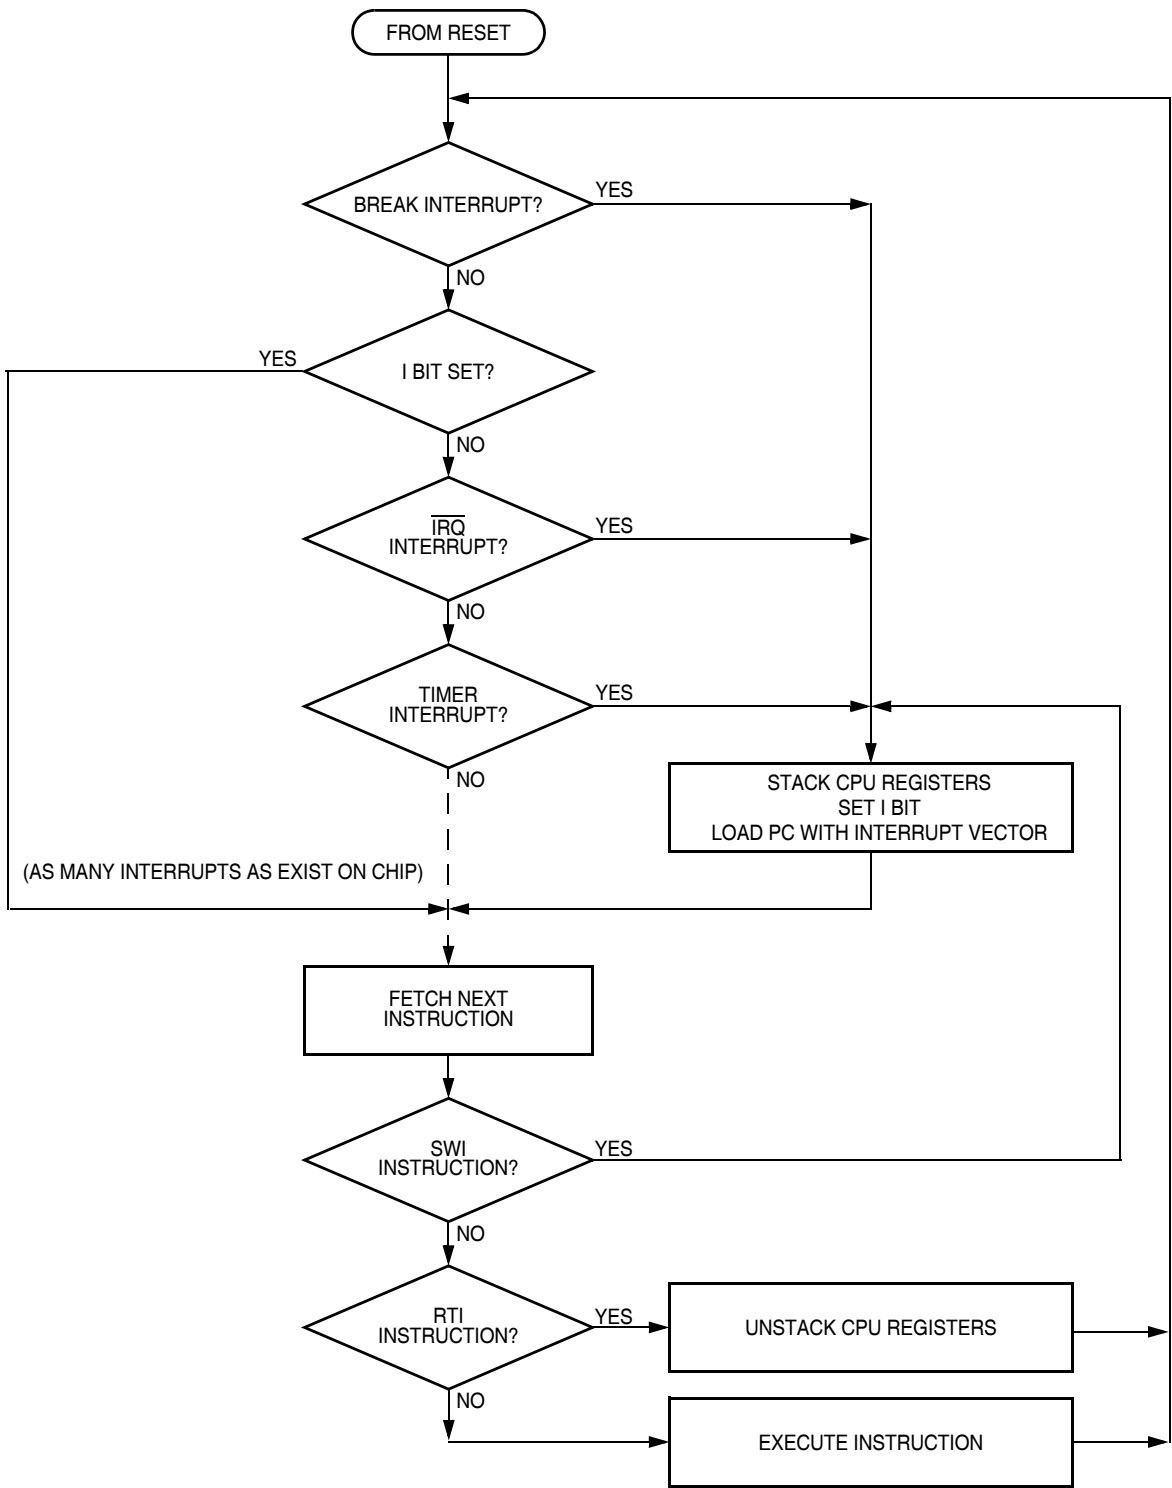 FROM RESET
BREAK INTERRUPT?
YES
NO
YES
I BIT SET?
NO
IRQ
INTERRUPT?
YES
NO
TIMER
INTERRUPT?
YES
NO
STACK CPU REGISTERS
SET I BIT
LOAD PC WITH INTERRUPT VECTOR
(AS MANY INTERRUPTS AS EXIST ON CHIP)
FETCH NEXT
INSTRUCTION
SWI
INSTRUCTION?
YES
NO
RTI
INSTRUCTION?
YES
UNSTACK CPU REGISTERS
NO
EXECUTE INSTRUCTION